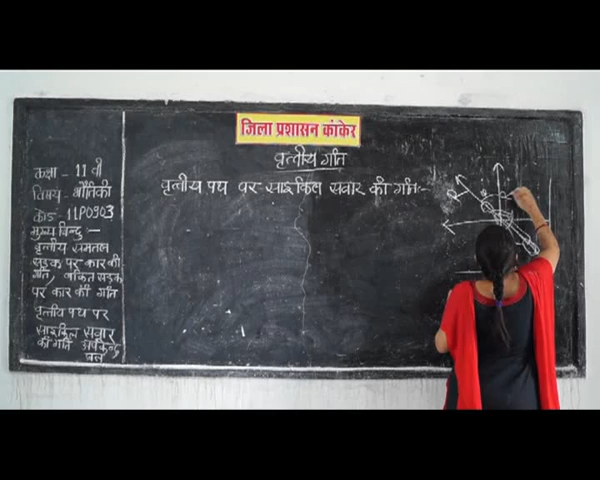 जिला प्रशासन कांकेर
वृत्तीय गति
वृत्तीय पथ पर साइकिल सवार की गति:-
कक्षा - 11 वी
विषय - भौतिकी
कोड - 11P0903
मुख्य बिन्दु :-
वृत्तीय समतल
सड़क पर कार की
गति, बंकित सड़क
पर कार की गति
वृत्तीय पथ पर
साइकिल सवार
की गति
बल